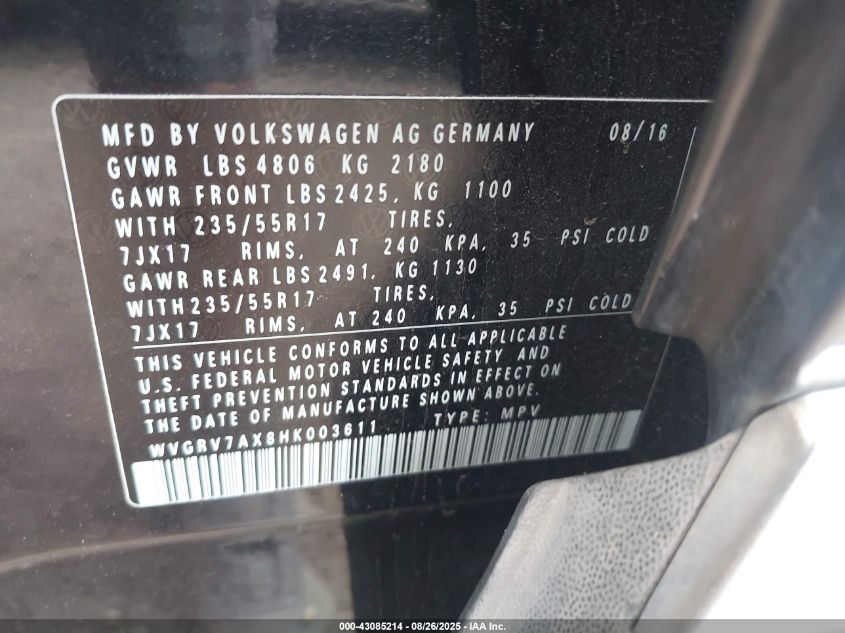 MFD BY VOLKSWAGEN AG GERMANY 08/16
GVWR LBS 4806 KG 2180
GAWR FRONT LBS 2425, KG 1100
WITH 235/55R17 TIRES,
7JX17 RIMS, AT 240 KPA, 35 PSI COLD
GAWR REAR LBS 2491, KG 1130
WITH 235/55R17 TIRES,
7JX17 RIMS, AT 240 KPA, 35 PSI COLD
THIS VEHICLE CONFORMS TO ALL APPLICABLE
U.S. FEDERAL MOTOR VEHICLE SAFETY AND
THEFT PREVENTION STANDARDS IN EFFECT ON
THE DATE OF MANUFACTURE SHOWN ABOVE.
WVGRV7AX8HK003611 TYPE: MPV
000-43085214 - 08/26/2025 - IAA Inc.